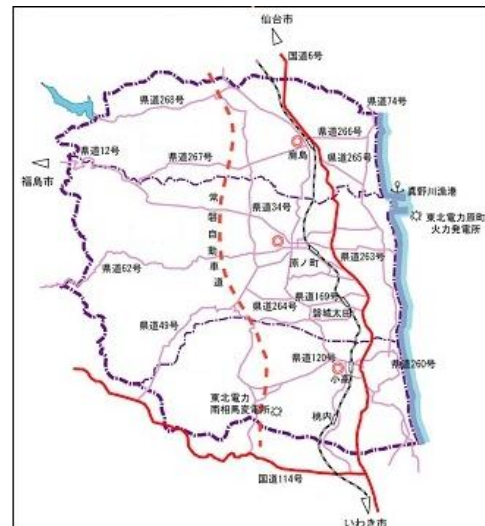 仙台市
国道6号
県道268号
県道74号
県道266号
鹿島
県道12号
県道267号
県道265号
福島市
真野川漁港
常磐自動車道
県道34号
東北電力原町
火力発電所
原ノ町
県道263号
県道62号
県道169号
県道264号
磐城太田
県道49号
県道120号
県道260号
小高
東北電力
南相馬変電所
桃内
国道114号
いわき市